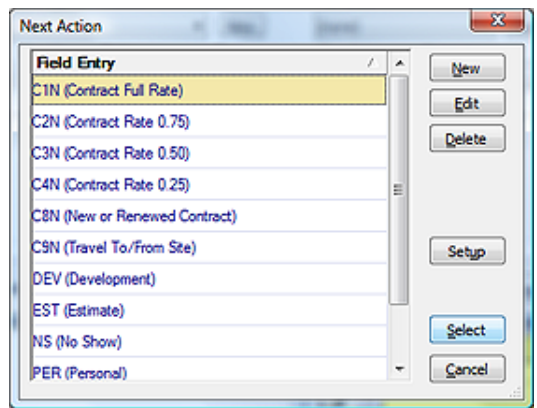 Next Action
Field Entry
C1N (Contract Full Rate)
C2N (Contract Rate 0.75)
C3N (Contract Rate 0.50)
C4N (Contract Rate 0.25)
C8N (New or Renewed Contract)
C9N (Travel To/From Site)
DEV (Development)
EST (Estimate)
NS (No Show)
PER (Personal)
New
Edit
Delete
Setup
Select
Cancel